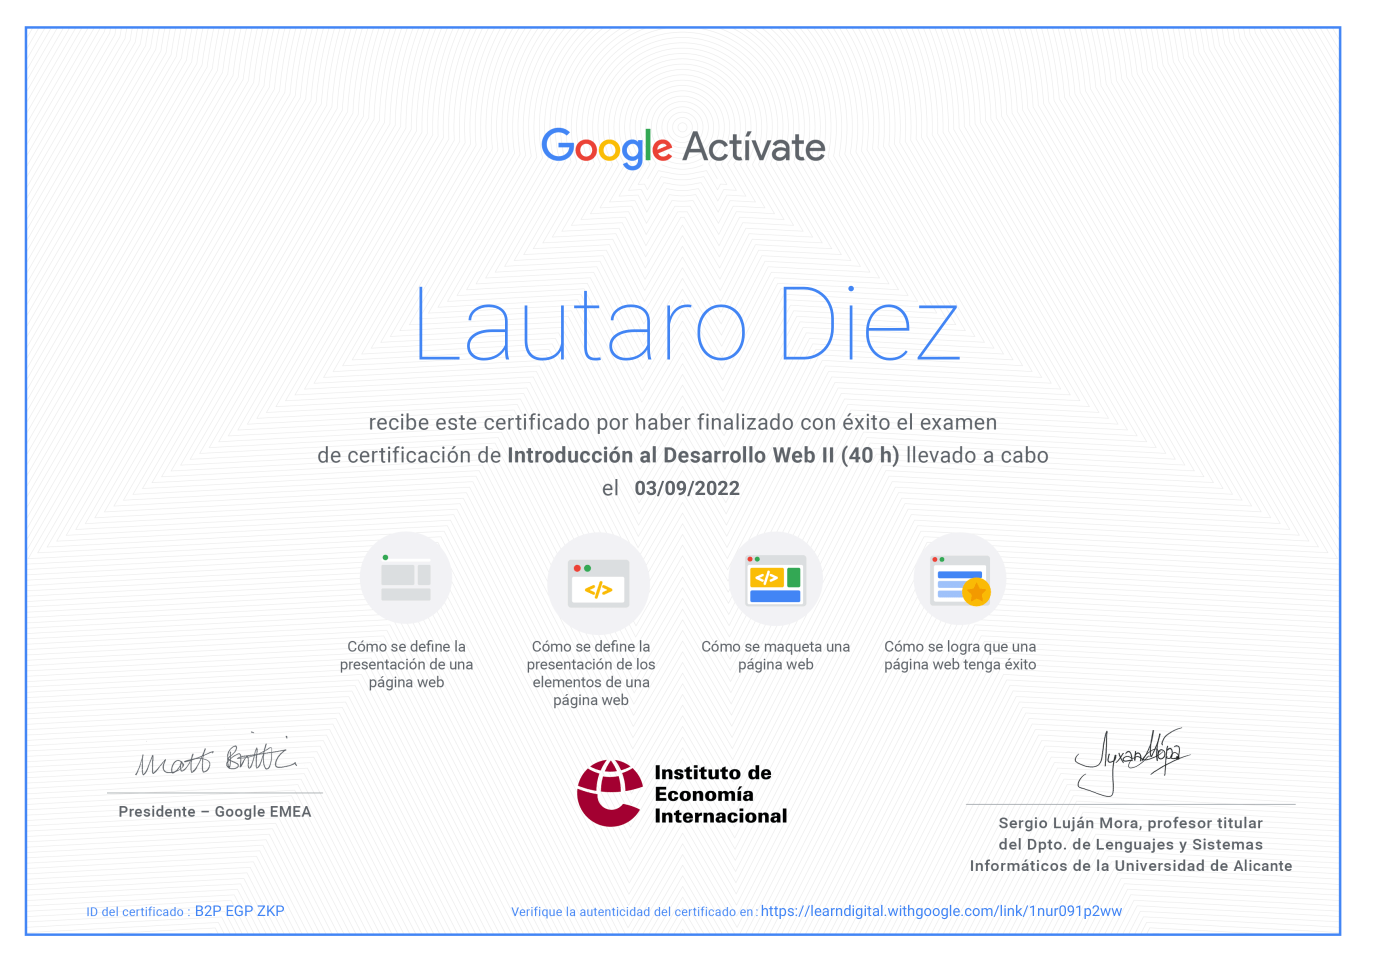 Google Actívate
Lautaro Diez
recibe este certificado por haber finalizado con éxito el examen
de certificación de Introducción al Desarrollo Web II (40 h) llevado a cabo
el 03/09/2022
</>
</>
Cómo se define la
presentación de una
página web
Cómo se define la
presentación de los
elementos de una
página web
Cómo se maqueta una
página web
Cómo se logra que una
página web tenga éxito
Matt Brittin
Presidente – Google EMEA
Instituto de
Economía
Internacional
Sergio Luján Mora, profesor titular
del Dpto. de Lenguajes y Sistemas
Informáticos de la Universidad de Alicante
ID del certificado : B2P EGP ZKP
Verifique la autenticidad del certificado en : https://learndigital.withgoogle.com/link/1nur091p2ww